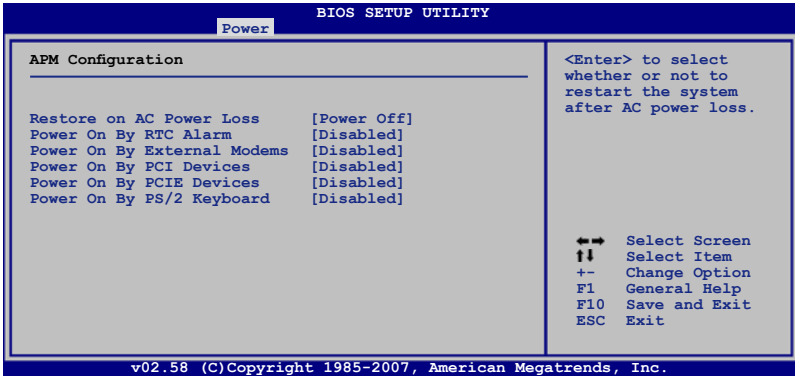 BIOS SETUP UTILITY
Power
APM Configuration
Restore on AC Power Loss [Power Off]
Power On By RTC Alarm [Disabled]
Power On By External Modems [Disabled]
Power On By PCI Devices [Disabled]
Power On By PCIE Devices [Disabled]
Power On By PS/2 Keyboard [Disabled]
<Enter> to select
whether or not to
restart the system
after AC power loss.
←→ Select Screen
↑↓ Select Item
+- Change Option
F1 General Help
F10 Save and Exit
ESC Exit
v02.58 (C)Copyright 1985-2007, American Megatrends, Inc.